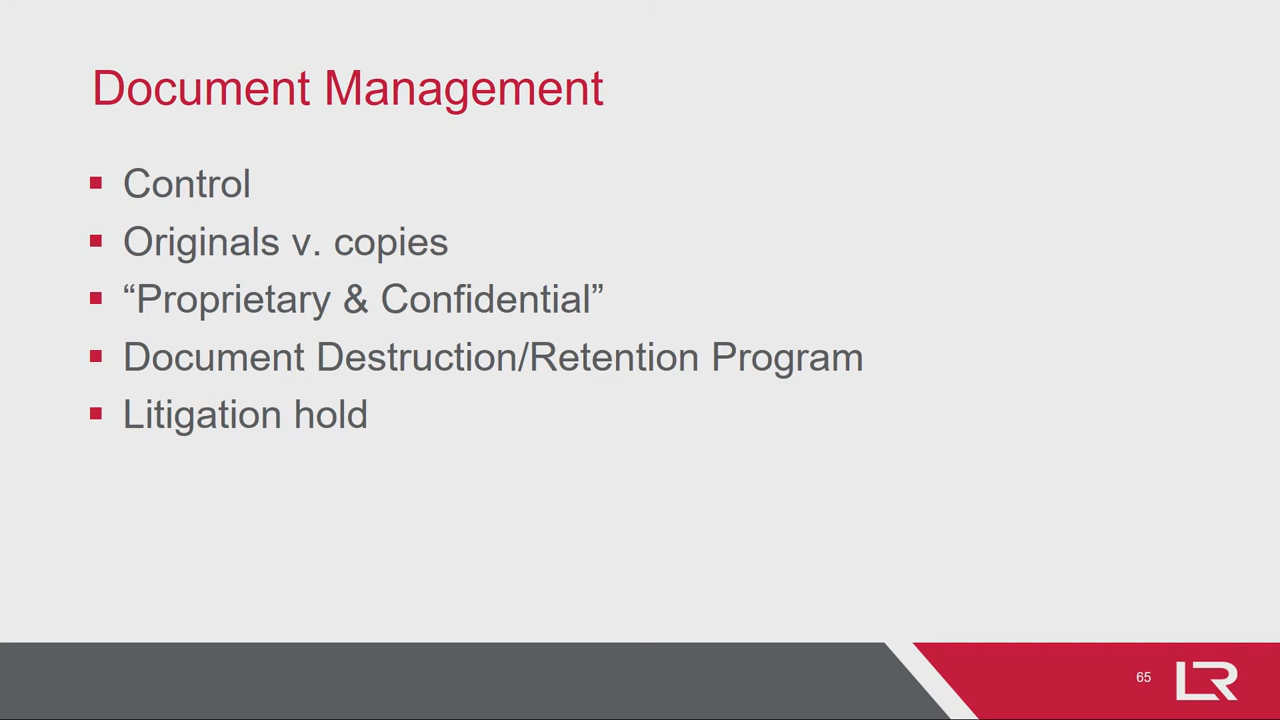 Document Management
Control
Originals v. copies
“Proprietary & Confidential”
Document Destruction/Retention Program
Litigation hold
65
LR